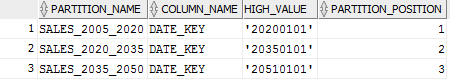 PARTITION_NAME COLUMN_NAME HIGH_VALUE PARTITION_POSITION
1 SALES_2005_2020 DATE_KEY '20200101' 1
2 SALES_2020_2035 DATE_KEY '20350101' 2
3 SALES_2035_2050 DATE_KEY '20510101' 3